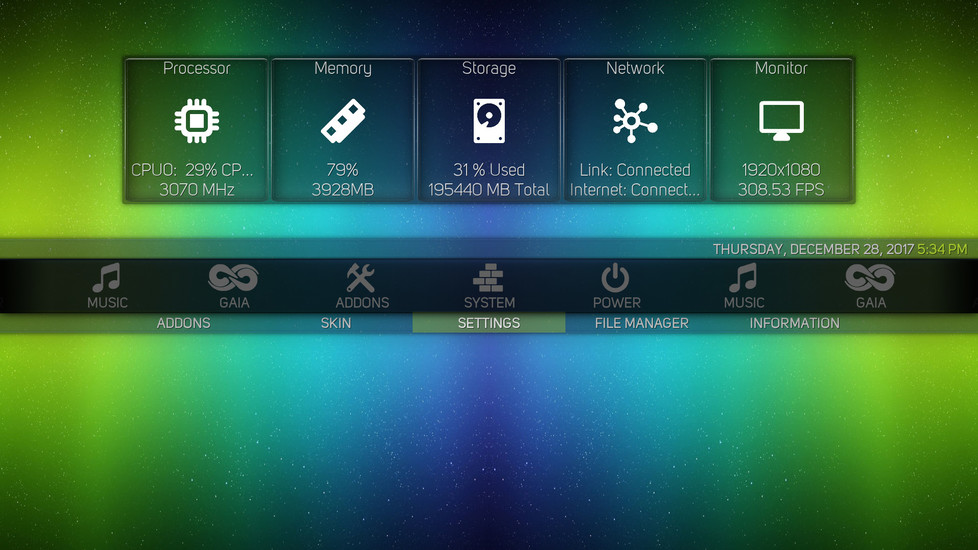 Processor
Memory
Storage
Network
Monitor
CPU0: 29% CP...
79%
31 % Used
Link: Connected
1920x1080
3070 MHz
3928MB
195440 MB Total
Internet: Connect...
308.53 FPS
THURSDAY, DECEMBER 28, 2017 5:34 PM
MUSIC
GAIA
ADDONS
SYSTEM
POWER
MUSIC
GAIA
ADDONS
SKIN
SETTINGS
FILE MANAGER
INFORMATION